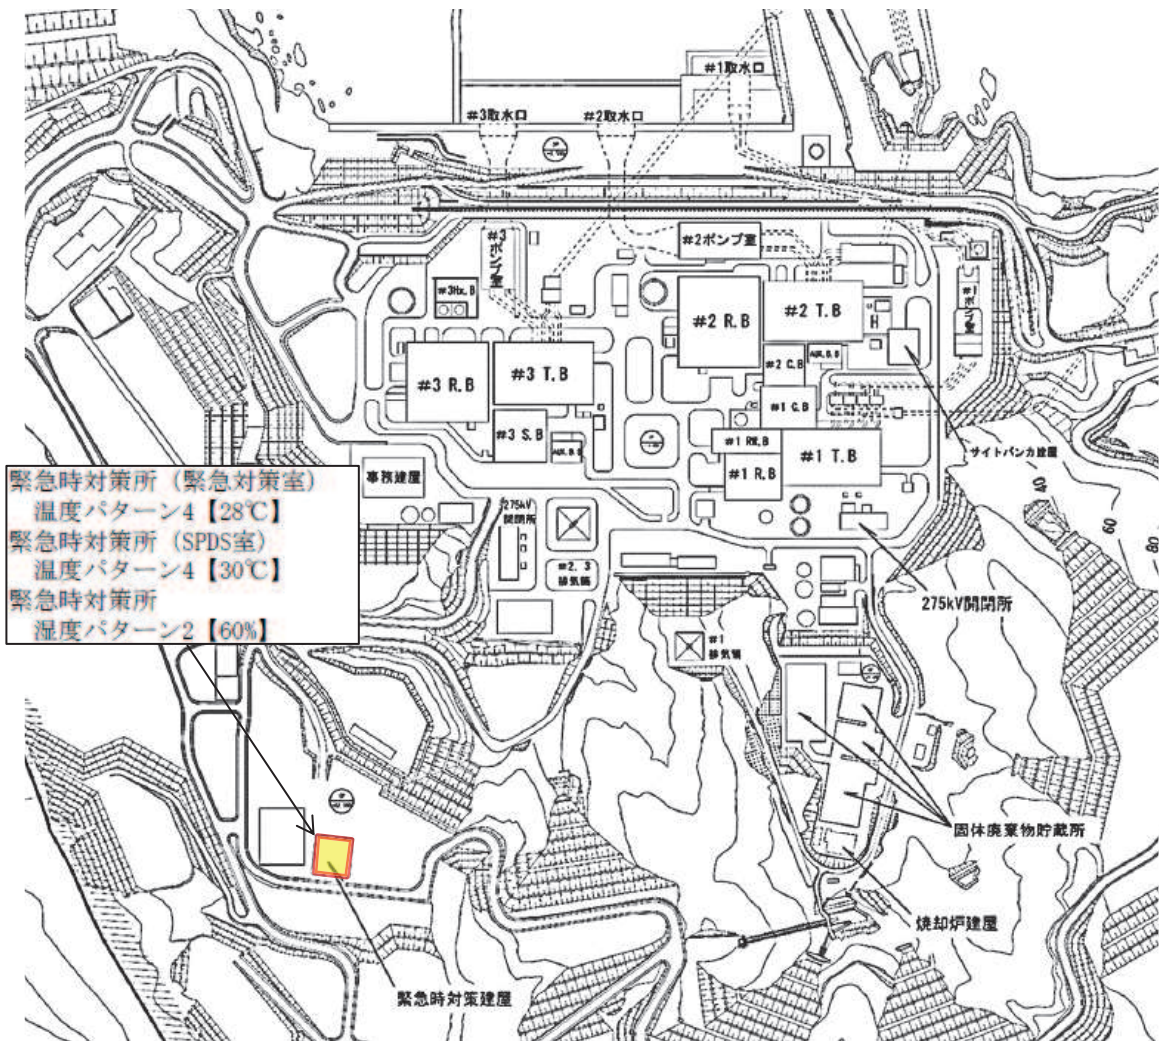 #1取水口
#3取水口
#2取水口
#3ポンプ室
#2ポンプ室
#1ポンプ室
#3Hx.B
#2 R.B
#2 T.B
#3 R.B
#3 T.B
#2 C.B
AUX.B.B
#1 C.B
#3 S.B
AUX.B.B
#1 RW.B
#1 R.B
#1 T.B
サイトバンカ建屋
事務建屋
緊急時対策所（緊急対策室）
温度パターン4【28℃】
緊急時対策所（SPDS室）
温度パターン4【30℃】
緊急時対策所
湿度パターン2【60%】
275kV
開閉所
#2, 3
排気筒
275kV開閉所
#1
排気筒
40
60
80
固体廃棄物貯蔵所
焼却炉建屋
緊急時対策建屋